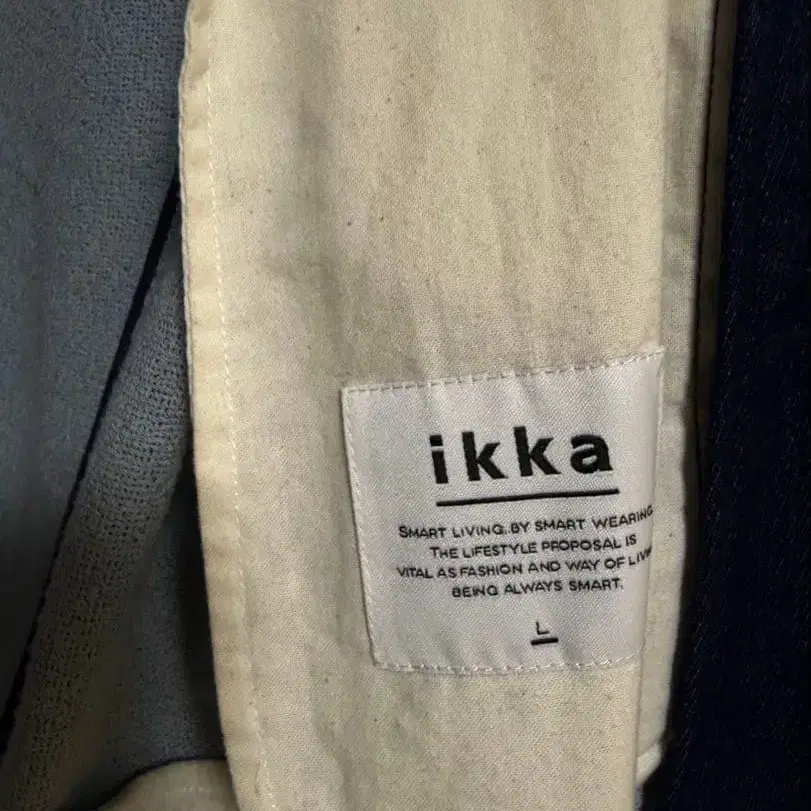 ikka
SMART LIVING. BY SMART WEARING
THE LIFESTYLE PROPOSAL IS
VITAL AS FASHION AND WAY OF
BEING ALWAYS SMART.
L